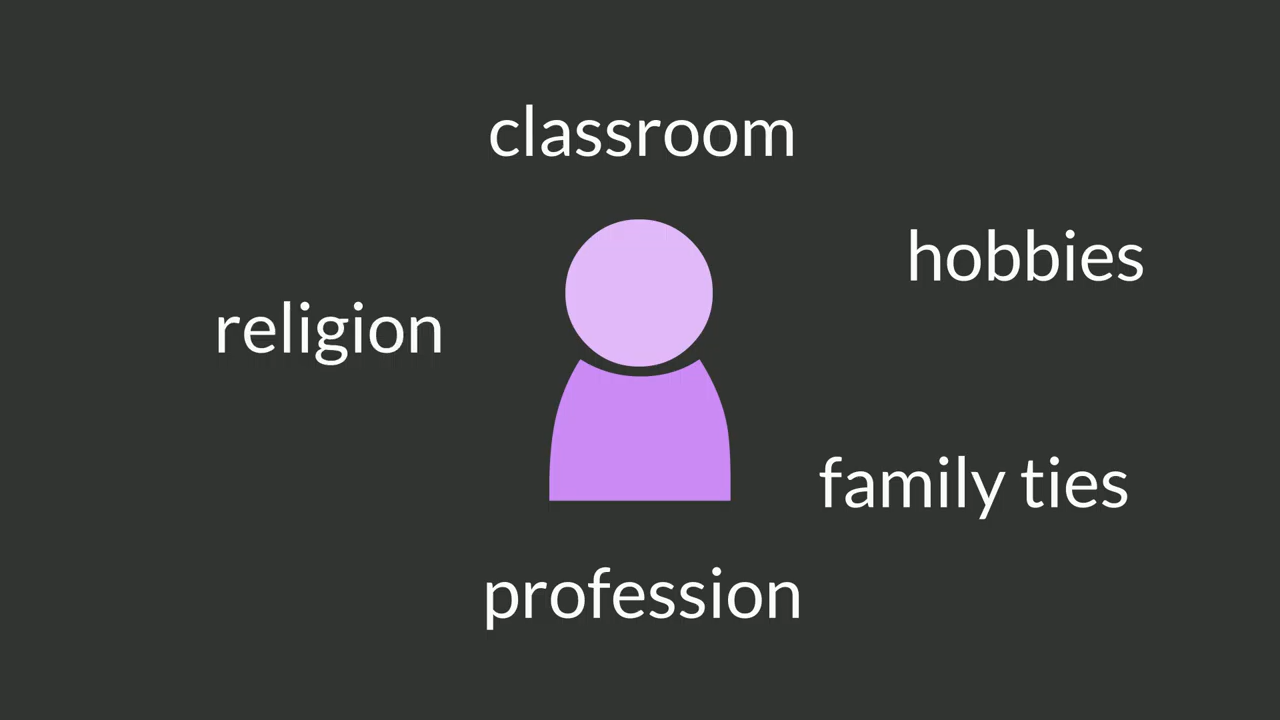 classroom
hobbies
religion
family ties
profession